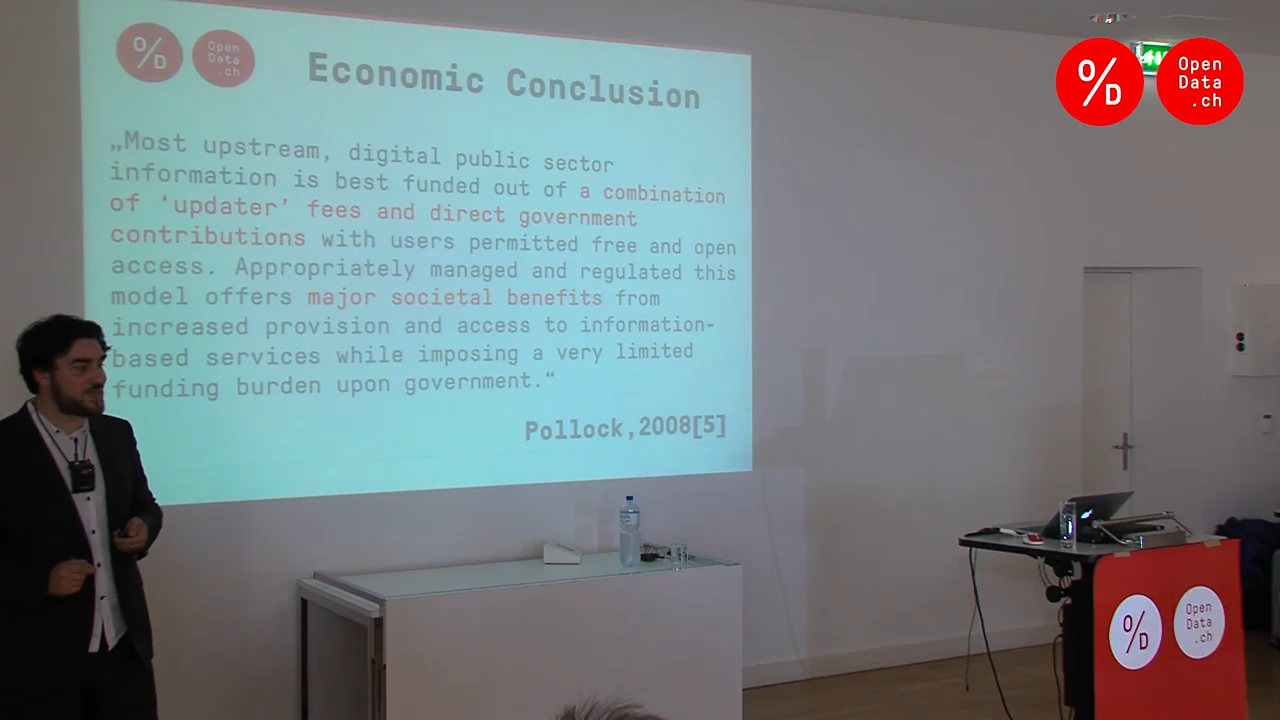 %D
Open
Data
.ch
Economic Conclusion
„Most upstream, digital public sector
information is best funded out of a combination
of ‘updater’ fees and direct government
contributions with users permitted free and open
access. Appropriately managed and regulated this
model offers major societal benefits from
increased provision and access to information-
based services while imposing a very limited
funding burden upon government.“
Pollock,2008[5]
%D
Open
Data
.ch
%D
Open
Data
.ch